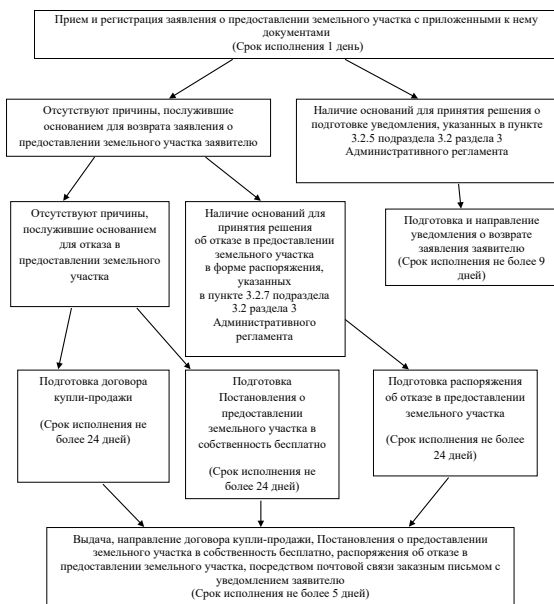 Прием и регистрация заявления о предоставлении земельного участка с приложенными к нему
документами
(Срок исполнения 1 день)
Отсутствуют причины, послужившие
основанием для возврата заявления о
предоставлении земельного участка заявителю
Наличие оснований для принятия решения о
подготовке уведомления, указанных в пункте
3.2.5 подраздела 3.2 раздела 3
Административного регламента
Отсутствуют причины,
послужившие основанием
для отказа в
предоставлении земельного
участка
Наличие оснований для
принятия решения
об отказе в предоставлении
земельного участка
в форме распоряжения,
указанных
в пункте 3.2.7 подраздела
3.2 раздела 3
Административного
регламента
Подготовка и направление
уведомления о возврате
заявления заявителю
(Срок исполнения не более 9
дней)
Подготовка договора
купли-продажи
(Срок исполнения не
более 24 дней)
Подготовка
Постановления о
предоставлении
земельного участка в
собственность бесплатно
(Срок исполнения не
более 24 дней)
Подготовка распоряжения
об отказе в предоставлении
земельного участка
(Срок исполнения не более
24 дней)
Выдача, направление договора купли-продажи, Постановления о предоставлении
земельного участка в собственность бесплатно, распоряжения об отказе в
предоставлении земельного участка, посредством почтовой связи заказным письмом с
уведомлением заявителю
(Срок исполнения не более 5 дней)